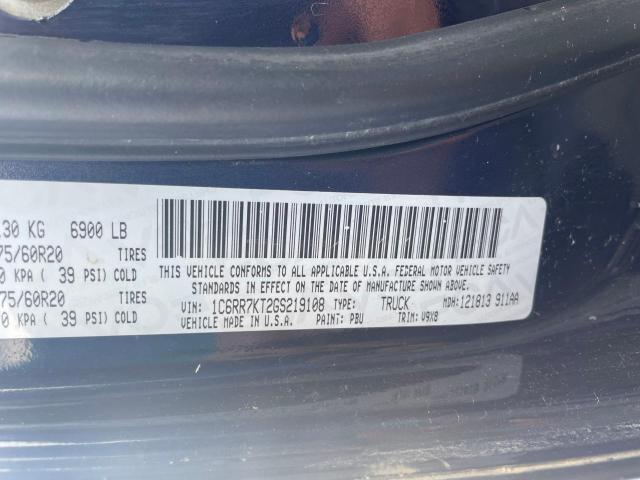 .30 KG 6900 LB
75/60R20 TIRES
0 KPA ( 39 PSI) COLD
75/60R20 TIRES
0 KPA ( 39 PSI) COLD
THIS VEHICLE CONFORMS TO ALL APPLICABLE U.S.A. FEDERAL MOTOR VEHICLE SAFETY
STANDARDS IN EFFECT ON THE DATE OF MANUFACTURE SHOWN ABOVE.
VIN: 1C6RR7KT2GS219108 TYPE: TRUCK MDH: 121813 911AA
VEHICLE MADE IN U.S.A. PAINT: PBU TRIM: V9X8